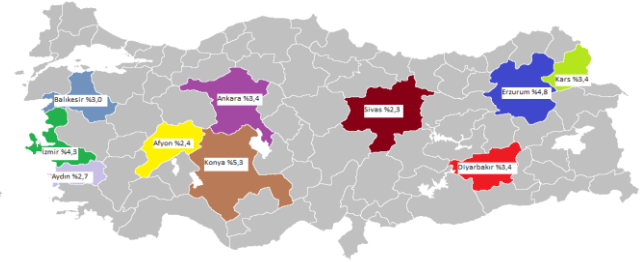 Balıkesir %3,0
İzmir %4,3
Aydın %2,7
Afyon %2,4
Ankara %3,4
Konya %5,3
Sivas %2,3
Erzurum %4,8
Kars %3,4
Diyarbakır %3,4